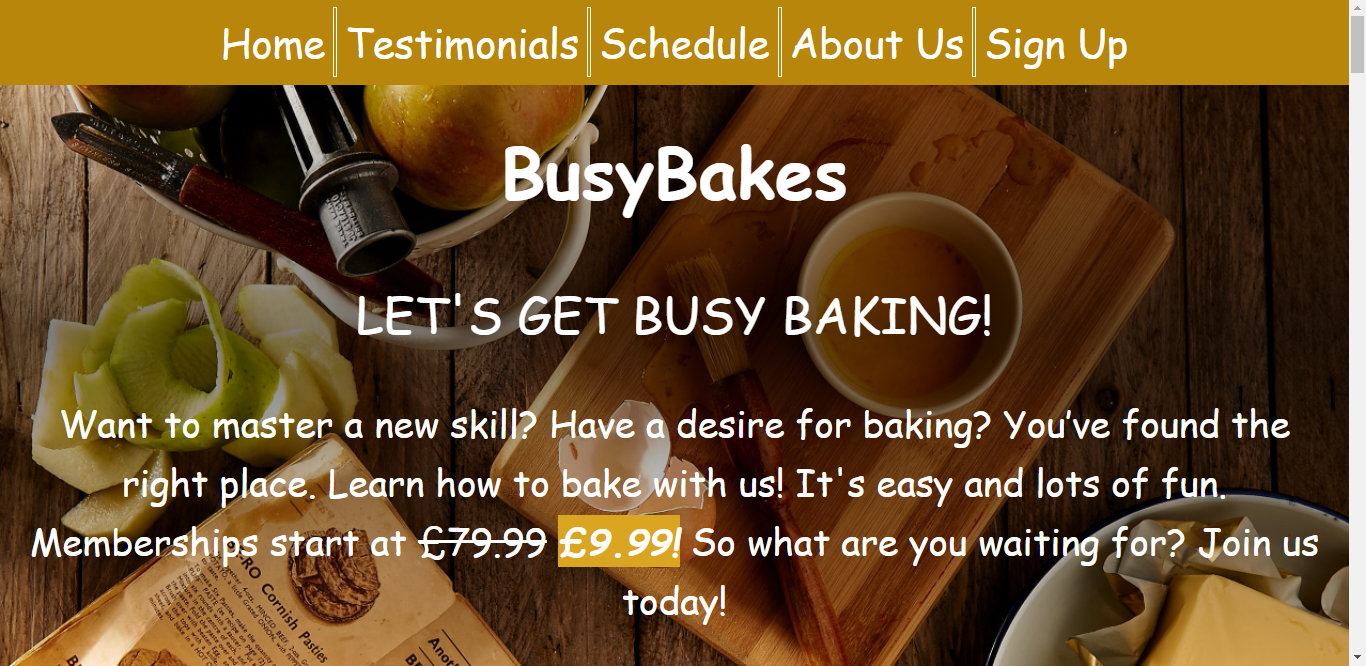 Home Testimonials Schedule About Us Sign Up
BusyBakes
LET'S GET BUSY BAKING!
Want to master a new skill? Have a desire for baking? You’ve found the
right place. Learn how to bake with us! It's easy and lots of fun.
Memberships start at £79.99 £9.99! So what are you waiting for? Join us
today!
Cornish Pasties